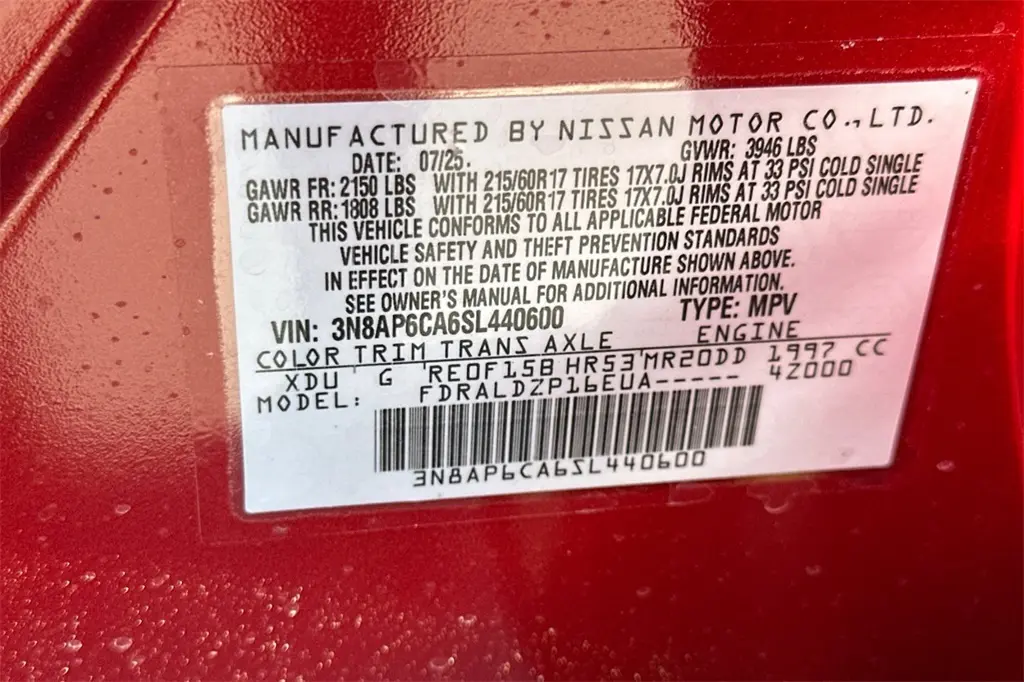 MANUFACTURED BY NISSAN MOTOR CO.,LTD.
DATE: 07/25. GVWR: 3946 LBS
GAWR FR: 2150 LBS WITH 215/60R17 TIRES 17X7.0J RIMS AT 33 PSI COLD SINGLE
GAWR RR: 1808 LBS WITH 215/60R17 TIRES 17X7.0J RIMS AT 33 PSI COLD SINGLE
THIS VEHICLE CONFORMS TO ALL APPLICABLE FEDERAL MOTOR
VEHICLE SAFETY AND THEFT PREVENTION STANDARDS
IN EFFECT ON THE DATE OF MANUFACTURE SHOWN ABOVE.
SEE OWNER'S MANUAL FOR ADDITIONAL INFORMATION.
VIN: 3N8AP6CA6SL440600 TYPE: MPV
COLOR TRIM TRANS AXLE ENGINE
XDU G RE0F15B HR53 MR20DD 1997 CC
MODEL: FDRALDZP16EUA----- 4Z000
3N8AP6CA6SL440600